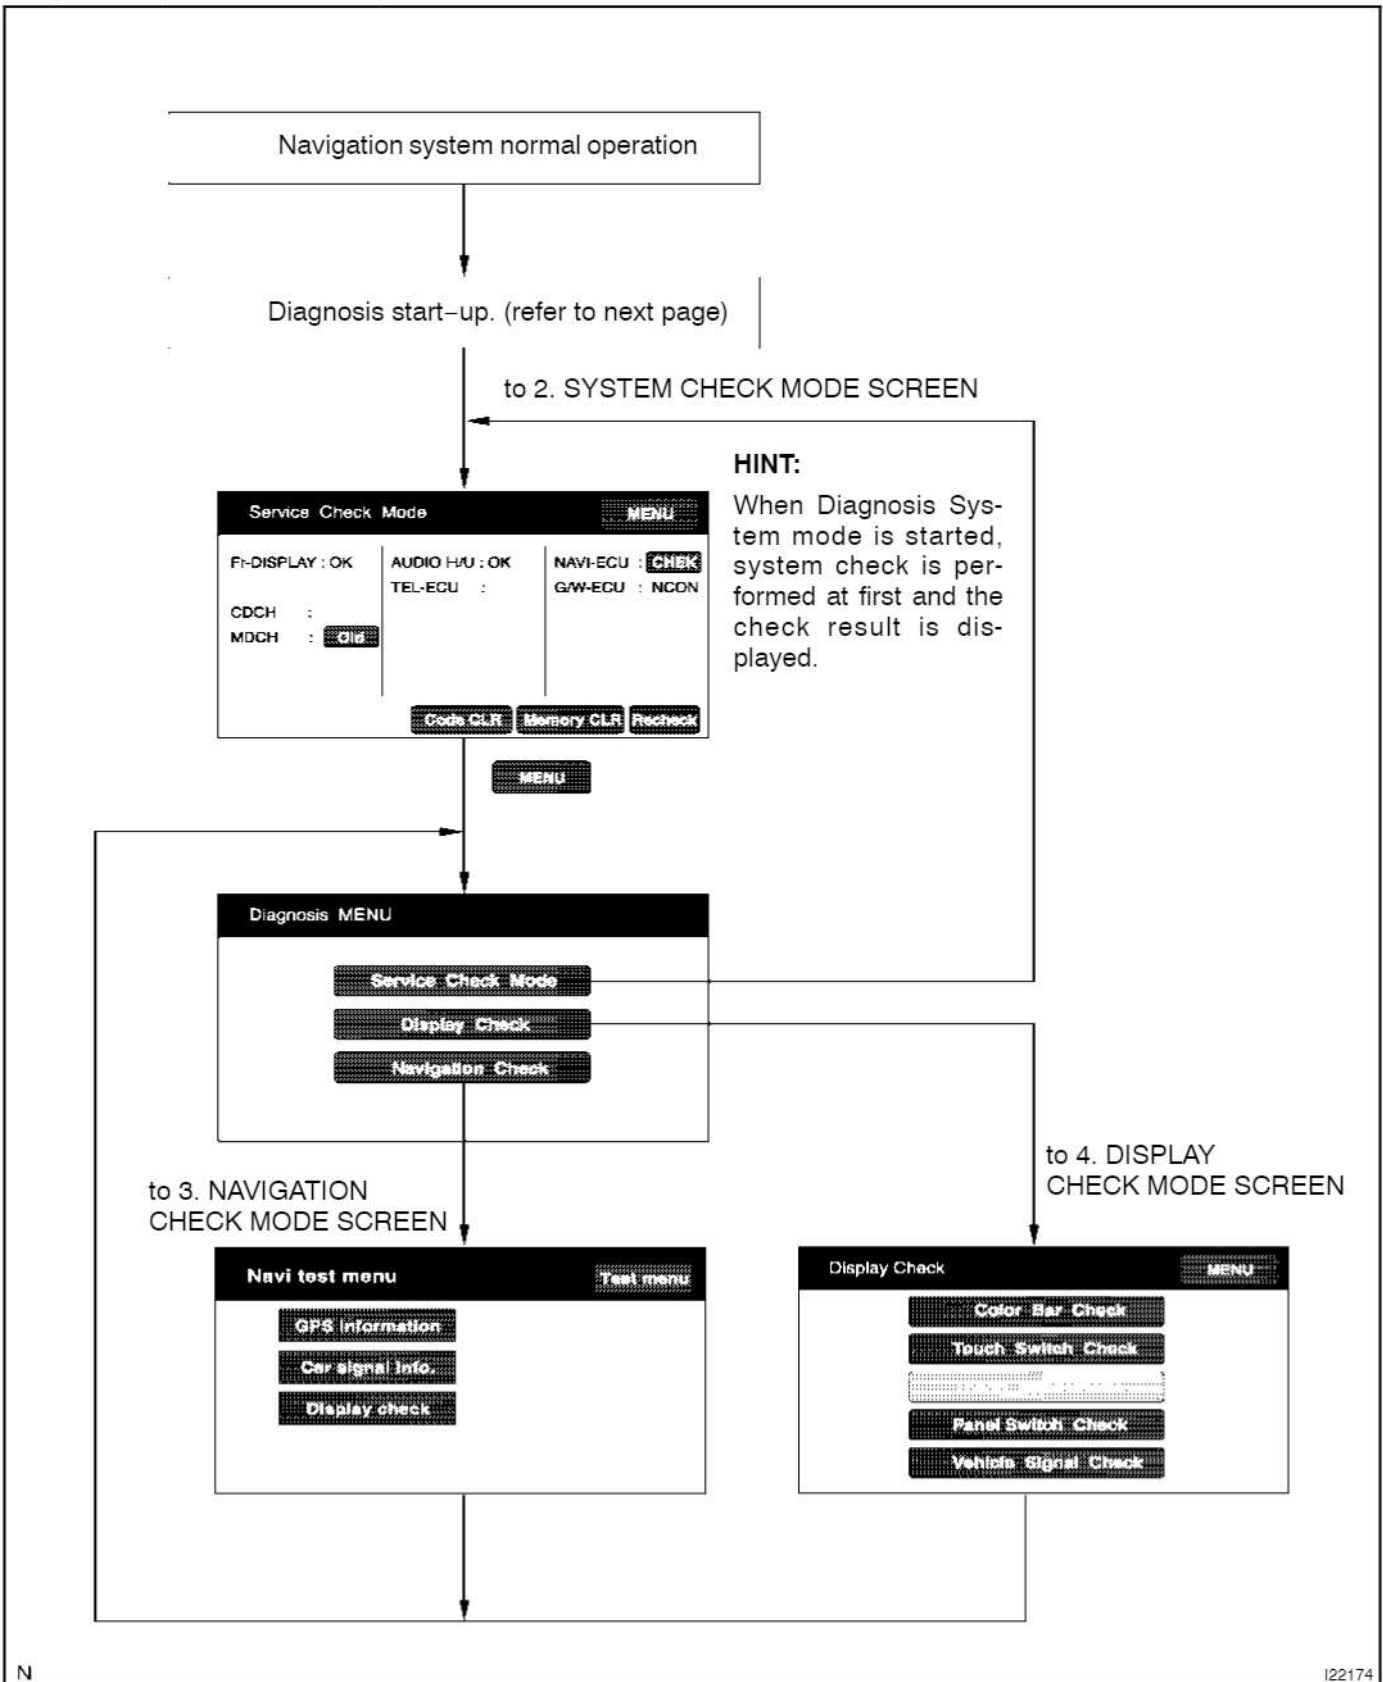 Navigation system normal operation
Diagnosis start-up. (refer to next page)
to 2. SYSTEM CHECK MODE SCREEN
HINT:
When Diagnosis Sys-
tem mode is started,
system check is per-
formed at first and the
check result is dis-
played.
Service Check Mode MENU
Fr-DISPLAY : OK AUDIO H/U : OK NAVI-ECU : CHEK
TEL-ECU : G/W-ECU : NCON
CDCH :
MDCH : Old
Code CLR Memory CLR Recheck
MENU
Diagnosis MENU
Service Check Mode
Display Check
Navigation Check
to 3. NAVIGATION
CHECK MODE SCREEN
to 4. DISPLAY
CHECK MODE SCREEN
Navi test menu Test menu
GPS Information
Car signal Info.
Display check
Display Check MENU
Color Bar Check
Touch Switch Check
Panel Switch Check
Vehicle Signal Check
N
I22174